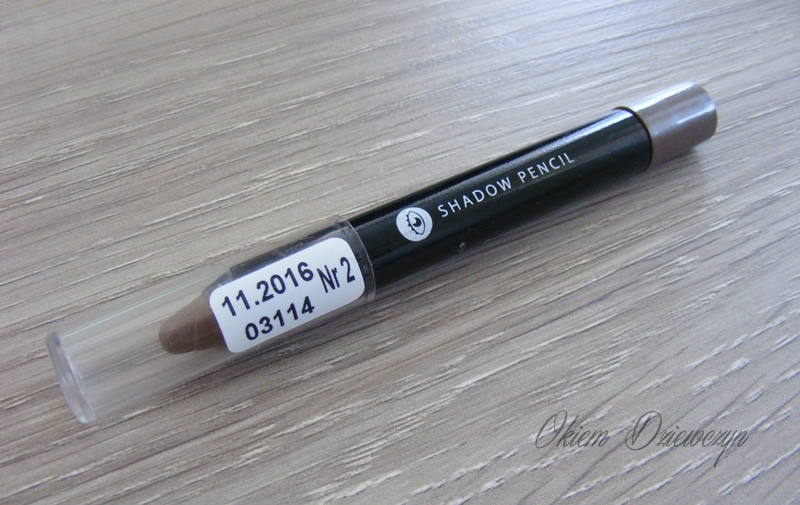 SHADOW PENCIL
11.2016
03114
Nr 2
Okiem Dziewczyn